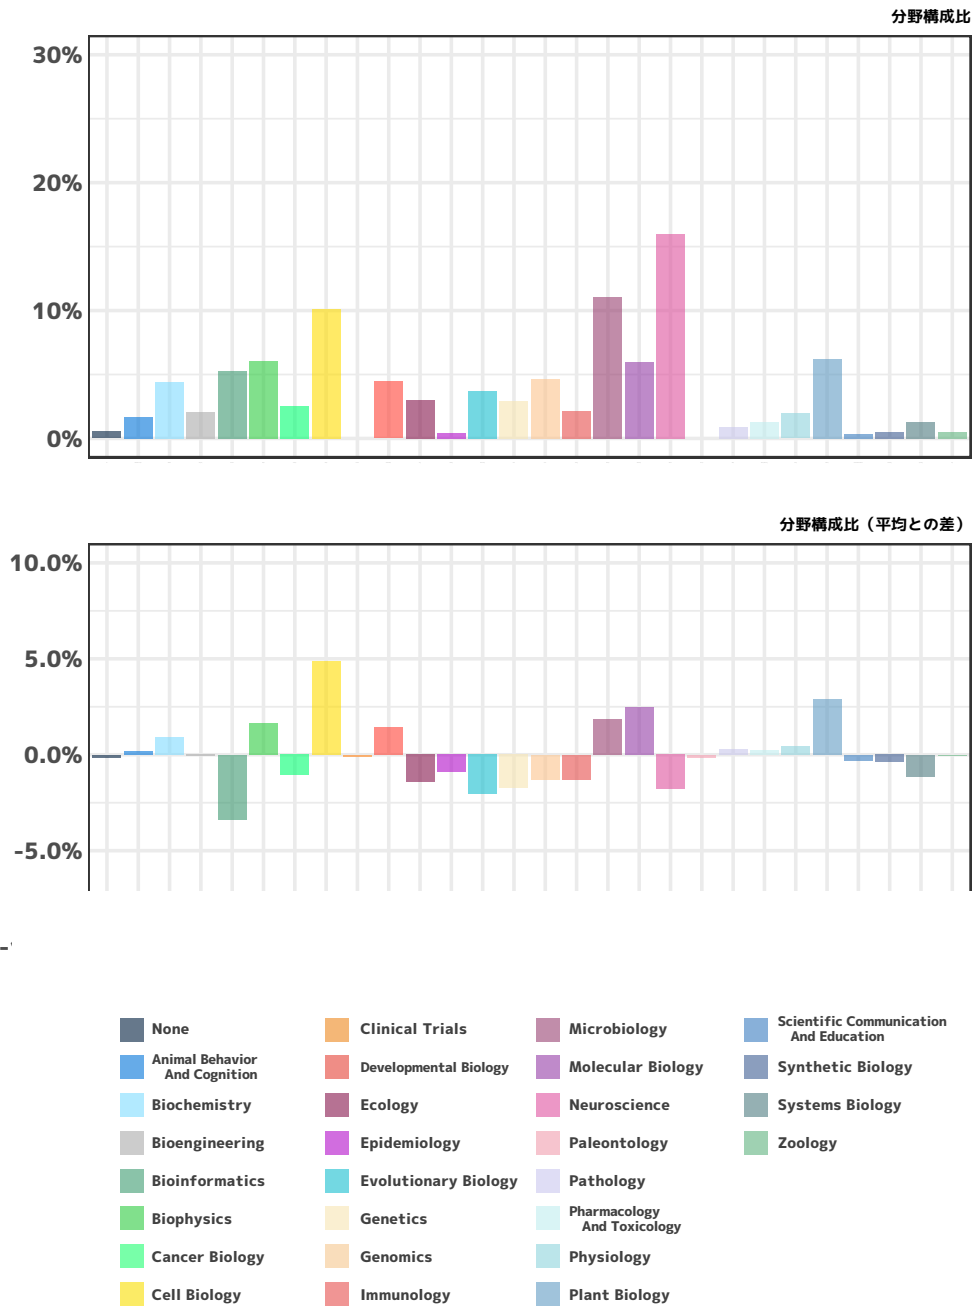 分野構成比
30%
20%
10%
0%
分野構成比（平均との差）
10.0%
5.0%
0.0%
-5.0%
None
Animal Behavior
And Cognition
Biochemistry
Bioengineering
Bioinformatics
Biophysics
Cancer Biology
Cell Biology
Clinical Trials
Developmental Biology
Ecology
Epidemiology
Evolutionary Biology
Genetics
Genomics
Immunology
Microbiology
Molecular Biology
Neuroscience
Paleontology
Pathology
Pharmacology
And Toxicology
Physiology
Plant Biology
Scientific Communication
And Education
Synthetic Biology
Systems Biology
Zoology